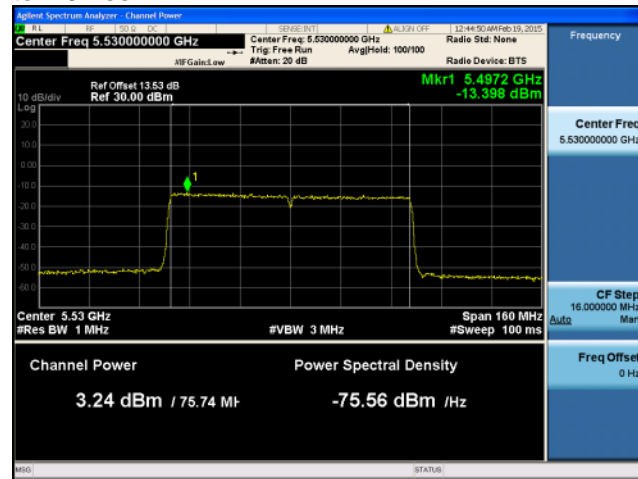 Agilent Spectrum Analyzer - Channel Power
RL RF 50 Ω DC SENSE:INT ALIGN OFF 12:44:50 AM Feb 19, 2015
Center Freq 5.530000000 GHz Center Freq: 5.530000000 GHz Radio Std: None Frequency
Trig: Free Run Avg|Hold: 100/100
#IFGain:Low #Atten: 20 dB Radio Device: BTS
Ref Offset 13.53 dB Mkr1 5.4972 GHz
10 dB/div Ref 30.00 dBm -13.398 dBm
Log
20.0
10.0
0.00
-10.0
-20.0
-30.0
-40.0
-50.0
-60.0
1
Center Freq
5.530000000 GHz
Center 5.53 GHz Span 160 MHz
#Res BW 1 MHz #VBW 3 MHz #Sweep 100 ms
CF Step
16.000000 MHz
Auto Man
Channel Power Power Spectral Density
3.24 dBm / 75.74 MH -75.56 dBm /Hz
Freq Offset
0 Hz
MSG STATUS